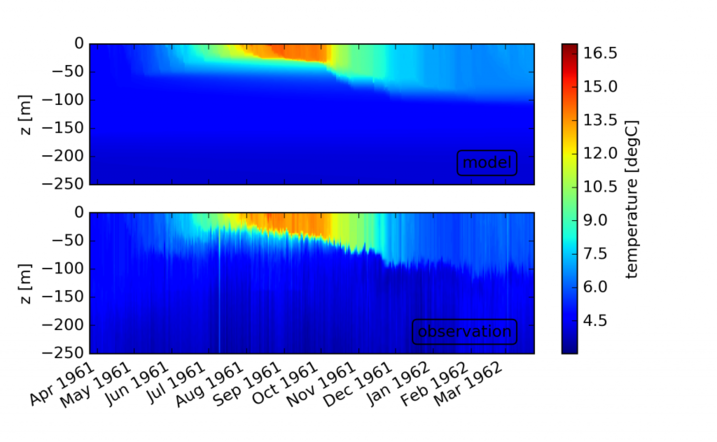 0
−50
−100
−150
−200
−250
z [m]
model
0
−50
−100
−150
−200
−250
z [m]
observation
Apr 1961
May 1961
Jun 1961
Jul 1961
Aug 1961
Sep 1961
Oct 1961
Nov 1961
Dec 1961
Jan 1962
Feb 1962
Mar 1962
16.5
15.0
13.5
12.0
10.5
9.0
7.5
6.0
4.5
temperature [degC]